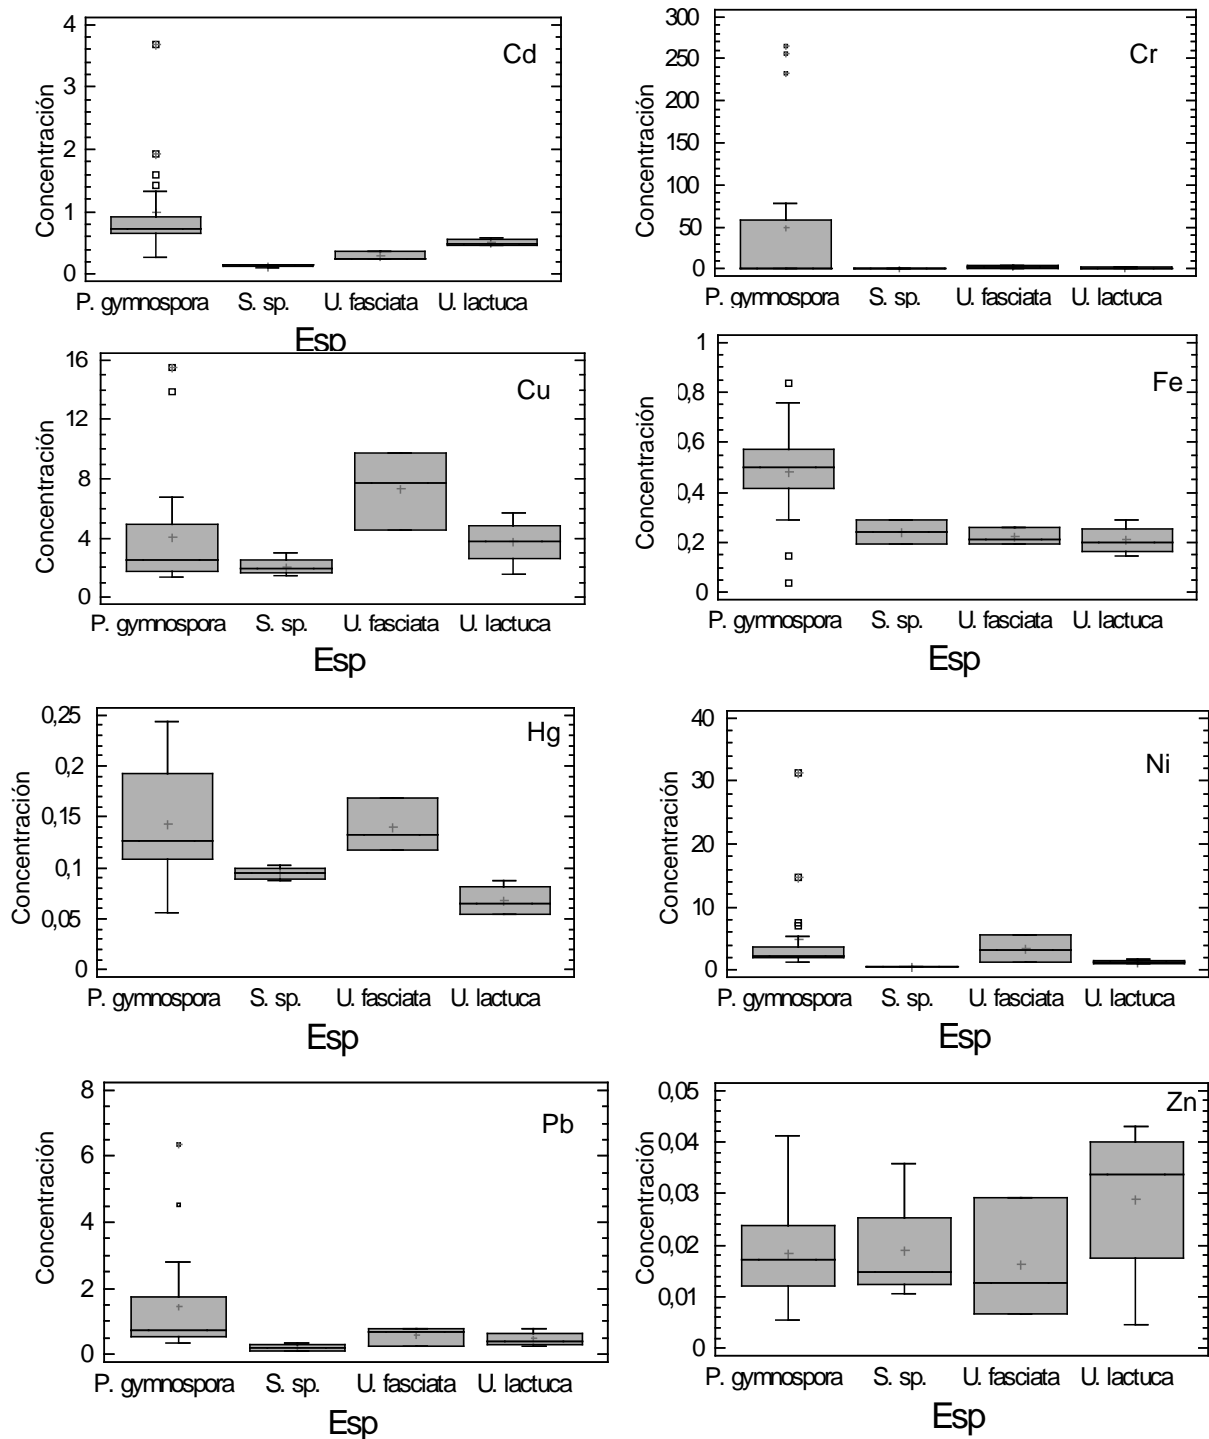 Cd
4
3
2
1
0
Concentración
P. gymnospora S. sp. U. fasciata U. lactuca
Esp
Cr
300
250
200
150
100
50
0
Concentración
P. gymnospora S. sp. U. fasciata U. lactuca
Cu
16
12
8
4
0
Concentración
P. gymnospora S. sp. U. fasciata U. lactuca
Esp
Fe
1
0,8
0,6
0,4
0,2
0
Concentración
P. gymnospora S. sp. U. fasciata U. lactuca
Esp
Hg
0,25
0,2
0,15
0,1
0,05
0
Concentración
P. gymnospora S. sp. U. fasciata U. lactuca
Esp
Ni
40
30
20
10
0
Concentración
P. gymnospora S. sp. U. fasciata U. lactuca
Esp
Pb
8
6
4
2
0
Concentración
P. gymnospora S. sp. U. fasciata U. lactuca
Esp
Zn
0,05
0,04
0,03
0,02
0,01
0
Concentración
P. gymnospora S. sp. U. fasciata U. lactuca
Esp